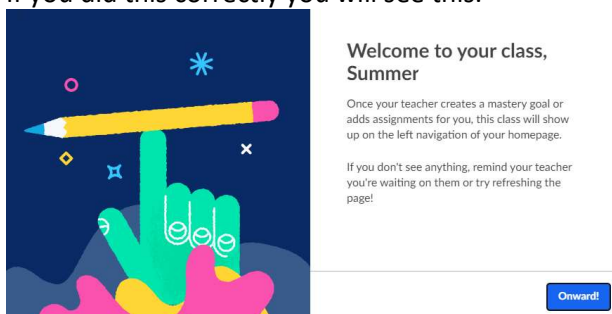 If you did this correctly you will see this:
Welcome to your class,
Summer
Once your teacher creates a mastery goal or
adds assignments for you, this class will show
up on the left navigation of your homepage.
If you don't see anything, remind your teacher
you're waiting on them or try refreshing the
page!
Onward!